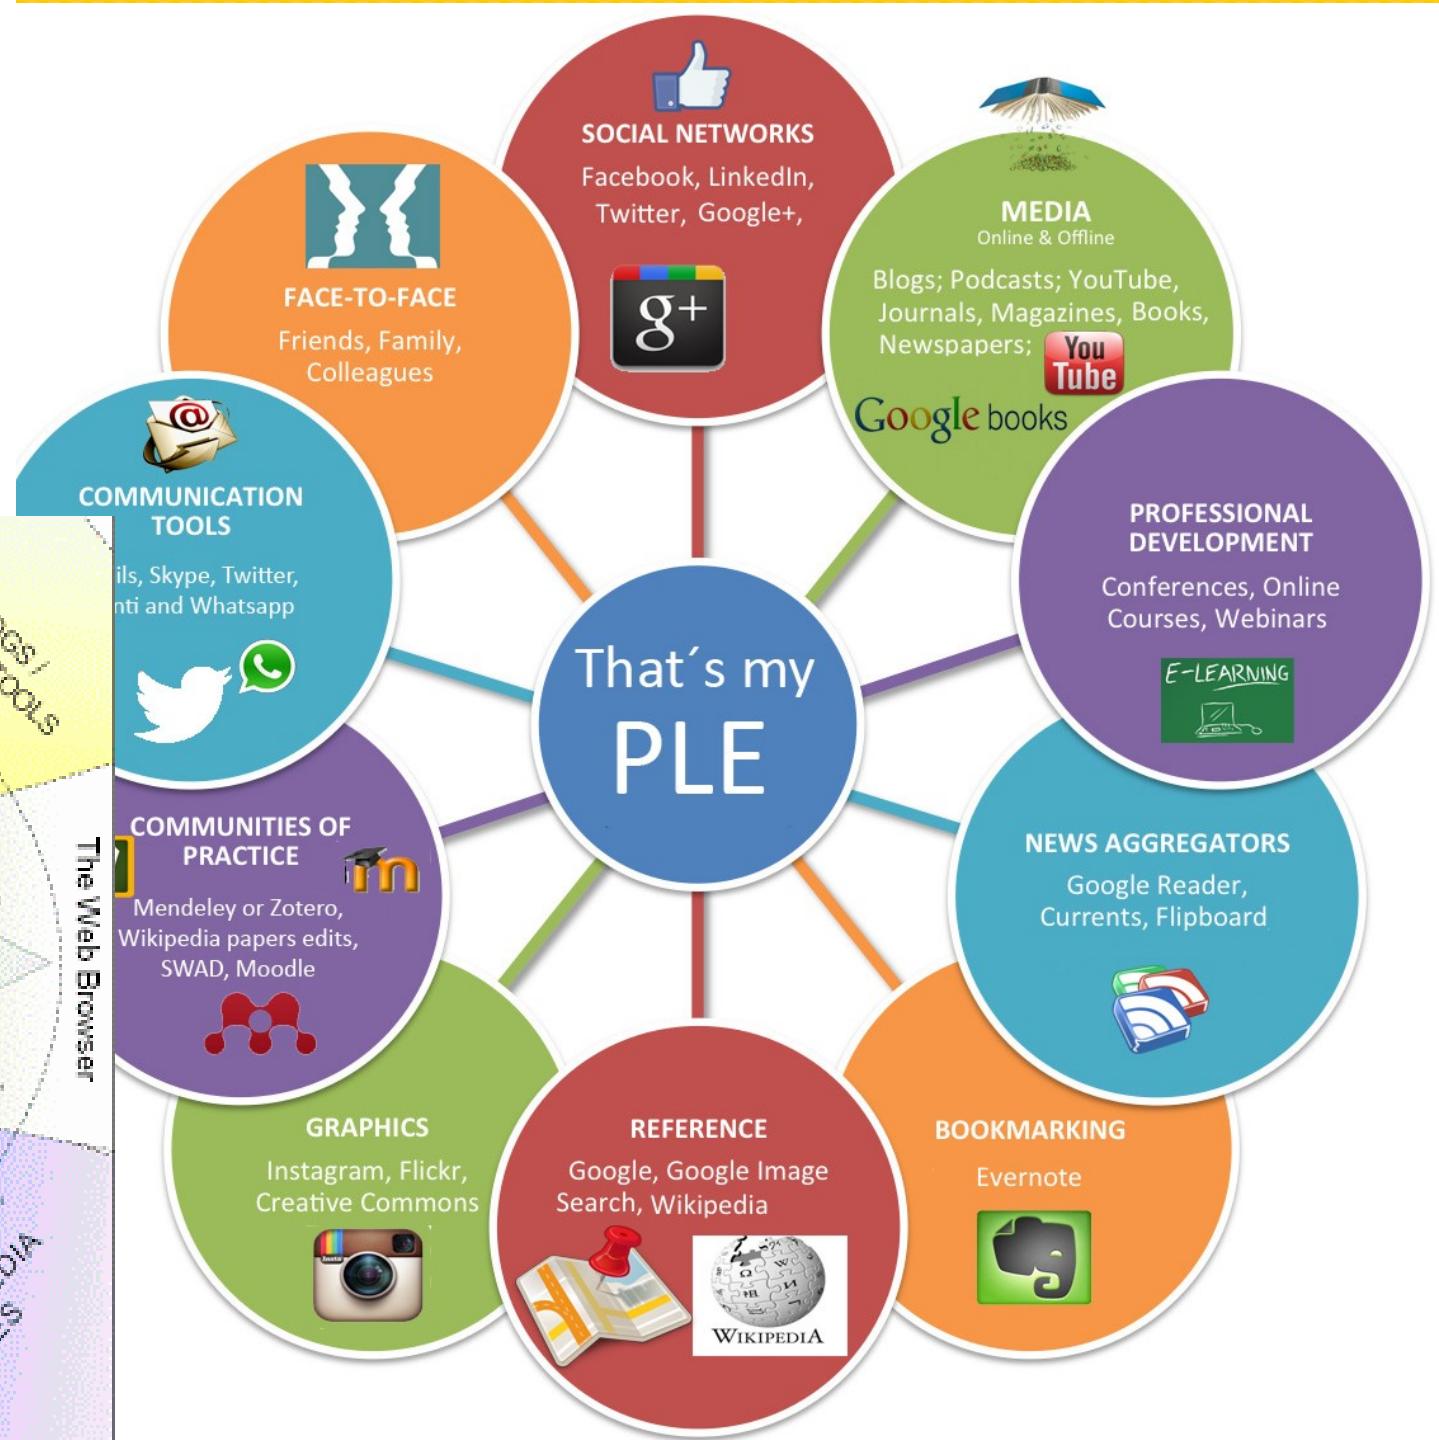 SOCIAL NETWORKS
Facebook, LinkedIn,
Twitter, Google+,
g+
MEDIA
Online & Offline
Blogs; Podcasts; YouTube,
Journals, Magazines, Books,
Newspapers;
You
Tube
Google books
FACE-TO-FACE
Friends, Family,
Colleagues
COMMUNICATION
TOOLS
Skype, Twitter,
and Whatsapp
PROFESSIONAL
DEVELOPMENT
Conferences, Online
Courses, Webinars
E-LEARNING
That´s my
PLE
COMMUNITIES OF
PRACTICE
m
Mendeley or Zotero,
Wikipedia papers edits,
SWAD, Moodle
NEWS AGGREGATORS
Google Reader,
Currents, Flipboard
GRAPHICS
Instagram, Flickr,
Creative Commons
REFERENCE
Google, Google Image
Search, Wikipedia
WIKIPEDIA
BOOKMARKING
Evernote
The Web Browser